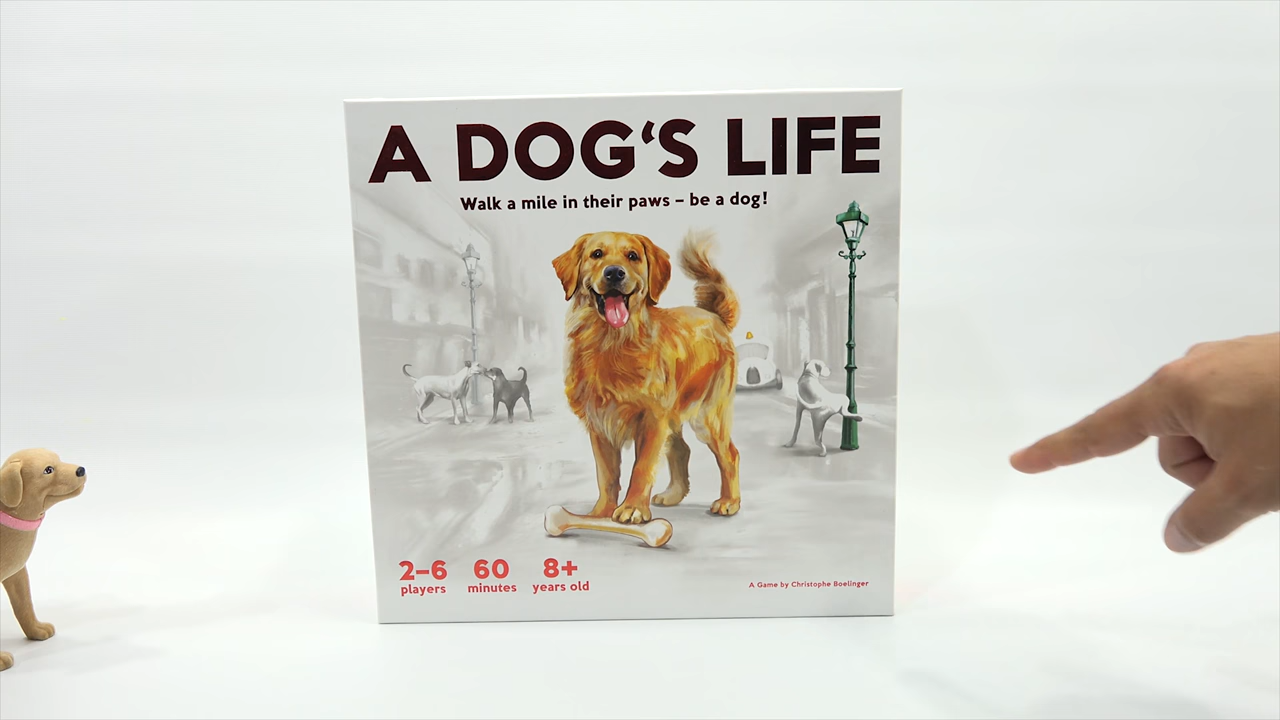 A DOG‘S LIFE
Walk a mile in their paws – be a dog!
2–6 60 8+
players minutes years old
A Game by Christophe Boelinger